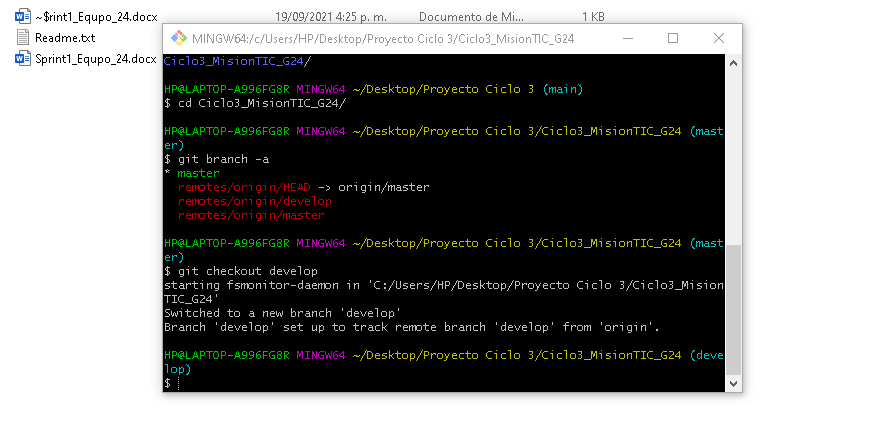 ~$rint1_Equpo_24.docx 19/09/2021 4:25 p. m. Documento de Mi... 1 KB
Readme.txt
Sprint1_Equpo_24.docx
MINGW64:/c/Users/HP/Desktop/Proyecto Ciclo 3/Ciclo3_MisionTIC_G24
Ciclo3_MisionTIC_G24/
HP@LAPTOP-A996FG8R MINGW64 ~/Desktop/Proyecto Ciclo 3 (main)
$ cd Ciclo3_MisionTIC_G24/
HP@LAPTOP-A996FG8R MINGW64 ~/Desktop/Proyecto Ciclo 3/Ciclo3_MisionTIC_G24 (mast
er)
$ git branch -a
* master
remotes/origin/HEAD -> origin/master
remotes/origin/develop
remotes/origin/master
HP@LAPTOP-A996FG8R MINGW64 ~/Desktop/Proyecto Ciclo 3/Ciclo3_MisionTIC_G24 (mast
er)
$ git checkout develop
starting fsmonitor-daemon in 'C:/Users/HP/Desktop/Proyecto Ciclo 3/Ciclo3_Mision
TIC_G24'
Switched to a new branch 'develop'
Branch 'develop' set up to track remote branch 'develop' from 'origin'.
HP@LAPTOP-A996FG8R MINGW64 ~/Desktop/Proyecto Ciclo 3/Ciclo3_MisionTIC_G24 (deve
lop)
$